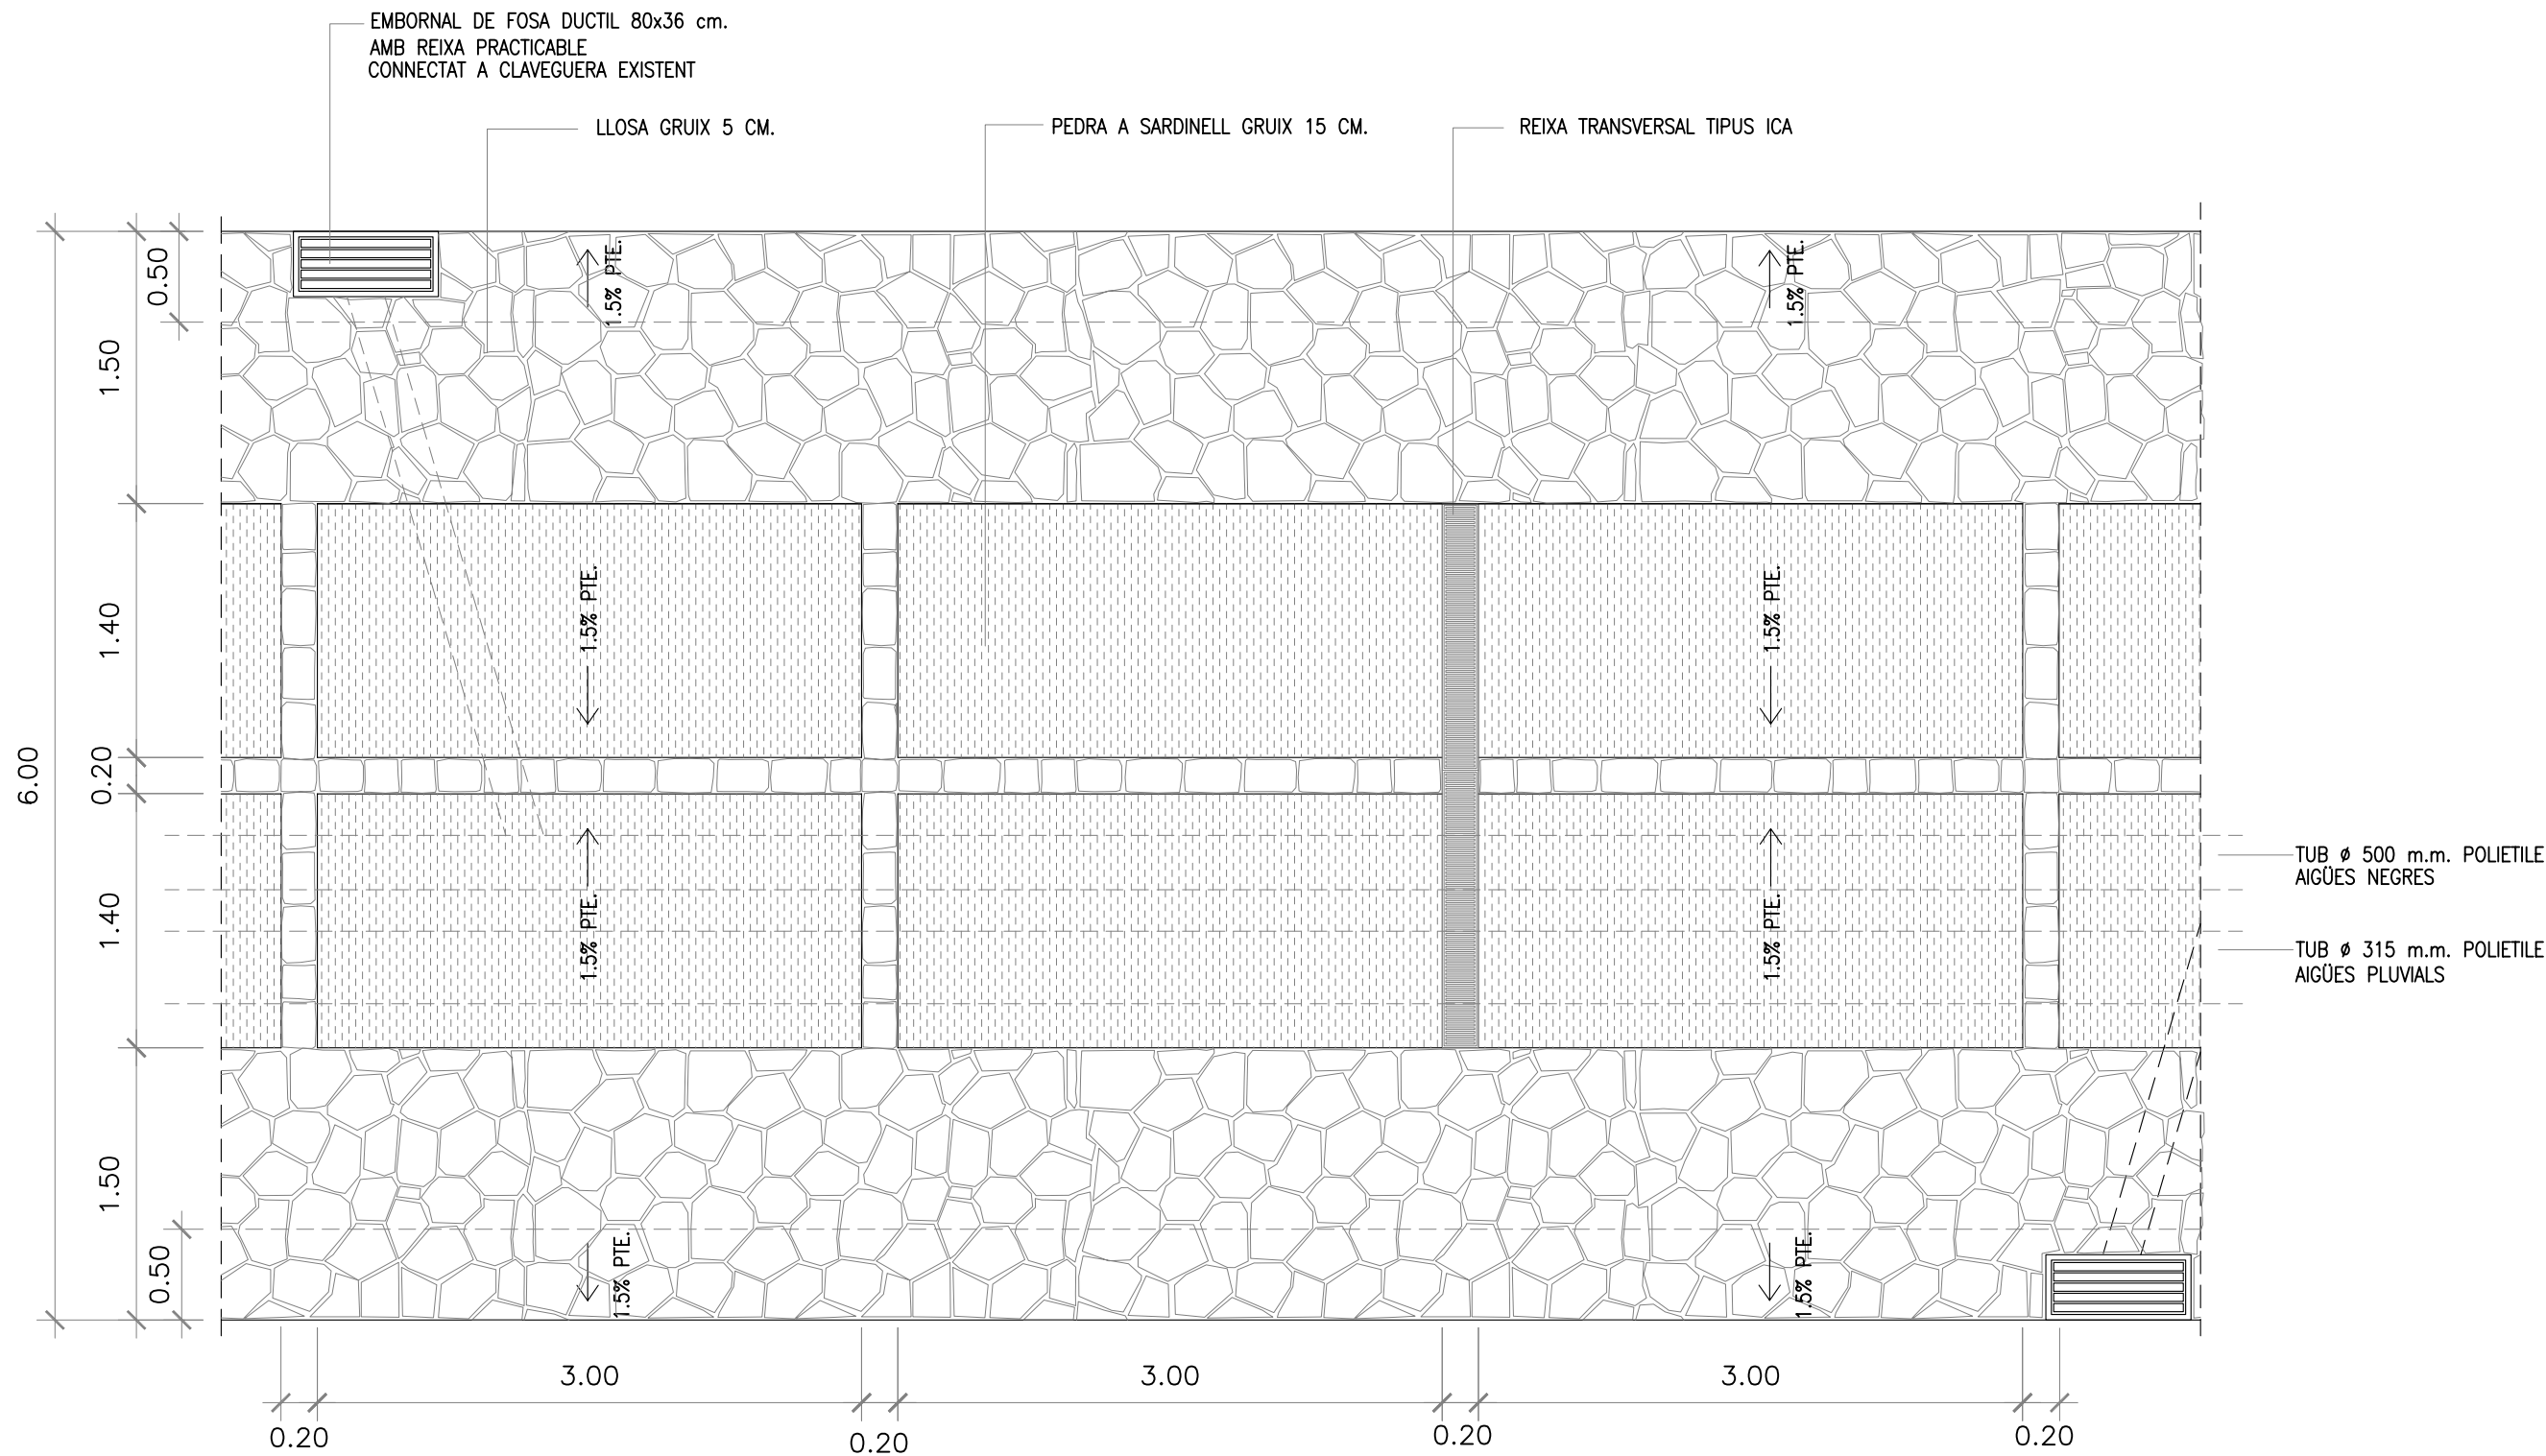 EMBORNAL DE FOSA DUCTIL 80x36 cm.
AMB REIXA PRACTICABLE
CONNECTAT A CLAVEGUERA EXISTENT
LLOSA GRUIX 5 CM.
PEDRA A SARDINELL GRUIX 15 CM.
REIXA TRANSVERSAL TIPUS ICA
0.50
1.5% PTE.
1.5% PTE.
1.50
1.40
1.5% PTE.
1.5% PTE.
6.00
0.20
TUB ø 500 m.m. POLIETILE
AIGÜES NEGRES
1.40
1.5% PTE.
1.5% PTE.
TUB ø 315 m.m. POLIETILE
AIGÜES PLUVIALS
1.50
0.50
1.5% PTE.
1.5% PTE.
3.00
3.00
3.00
0.20
0.20
0.20
0.20